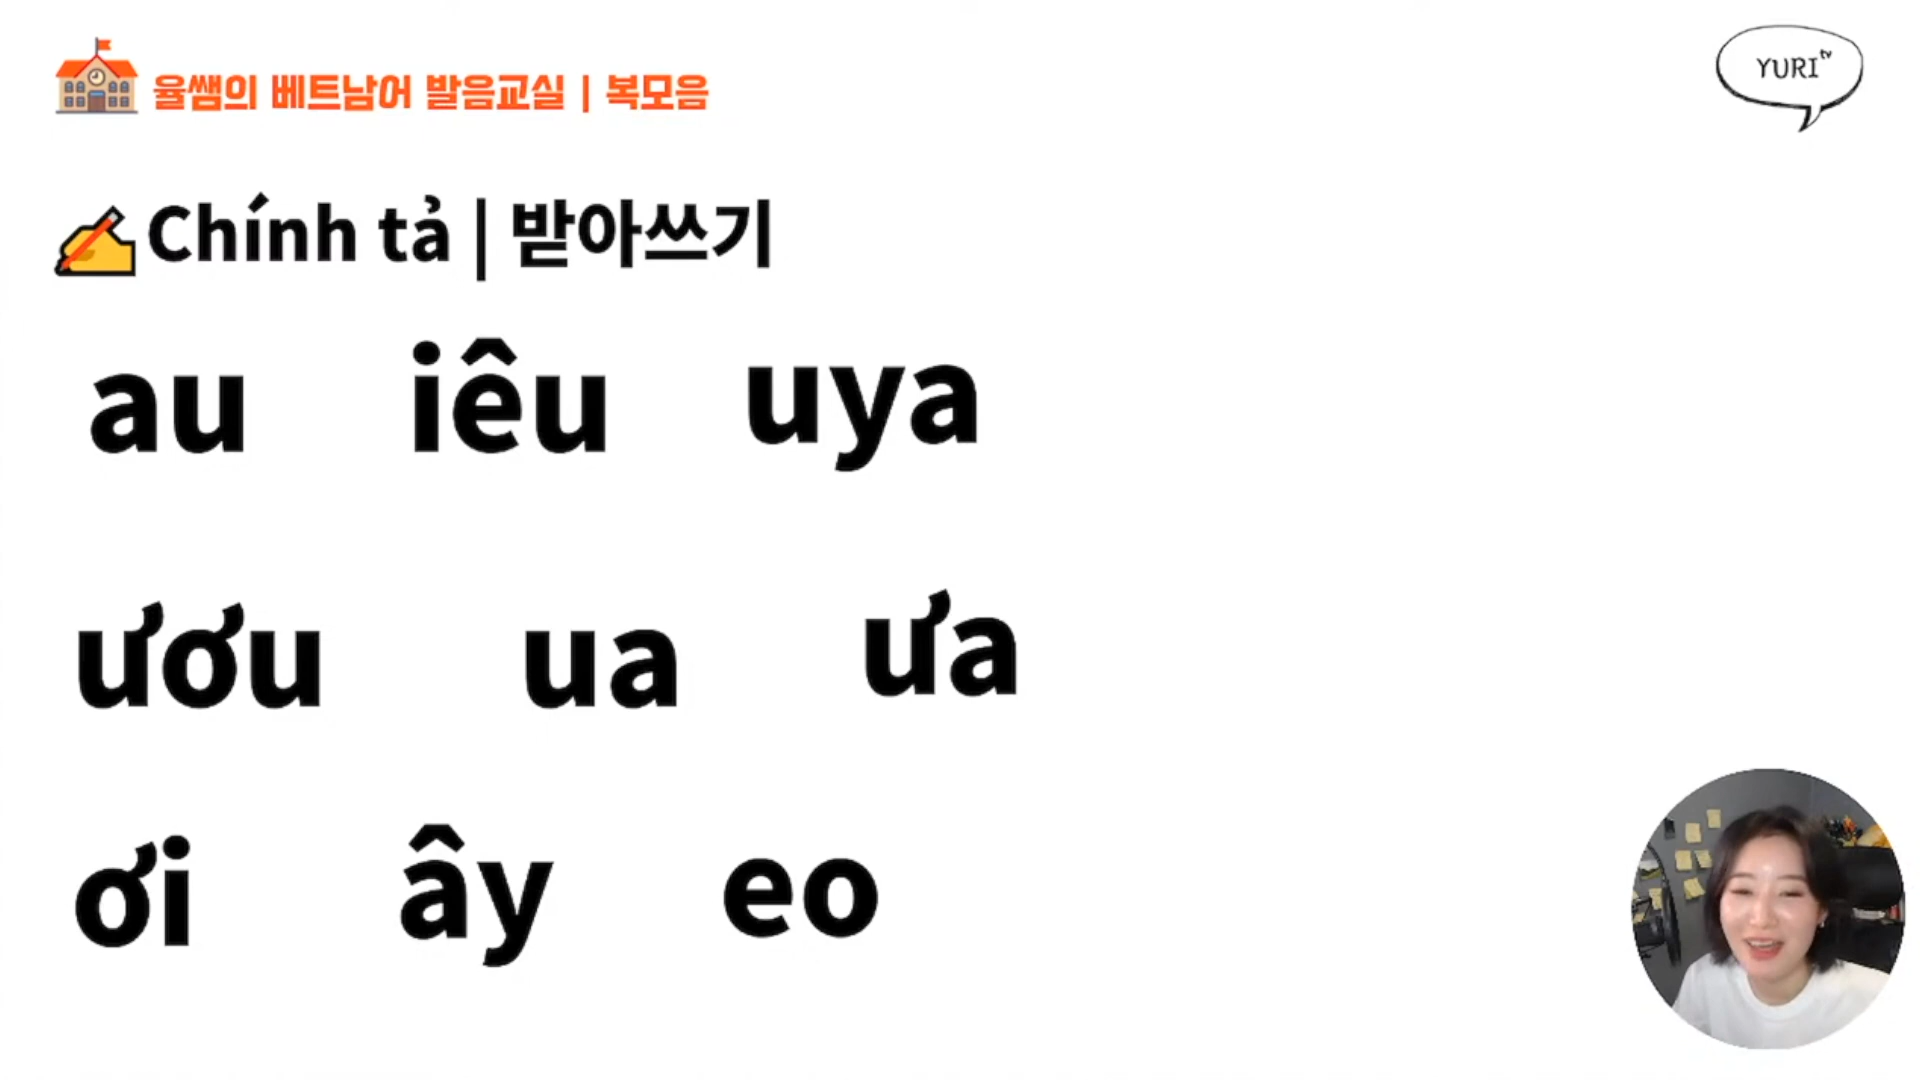 율쌤의 베트남어 발음교실 | 복모음
YURI tv
Chính tả | 받아쓰기
au iêu uya
ươu ua ưa
ơi ây eo